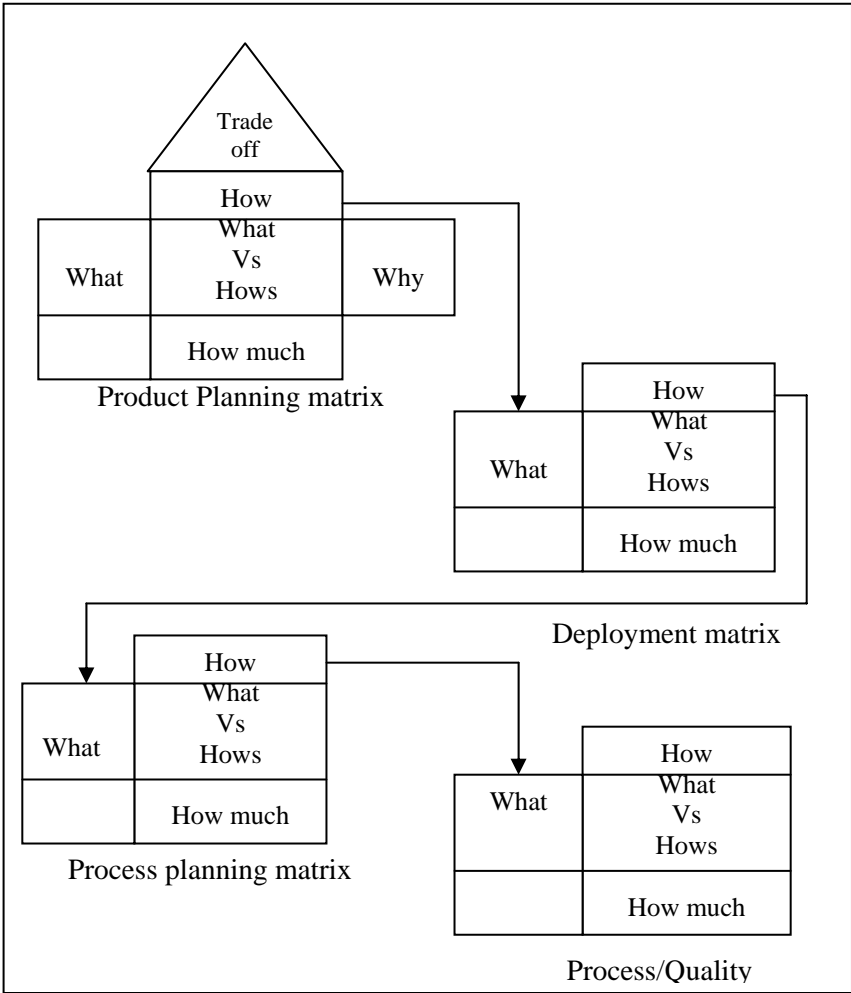 Trade
off
How
What
Vs
Hows
What
Why
How much
Product Planning matrix
How
What
Vs
Hows
What
How much
Deployment matrix
How
What
Vs
Hows
What
How much
Process planning matrix
How
What
Vs
Hows
What
How much
Process/Quality